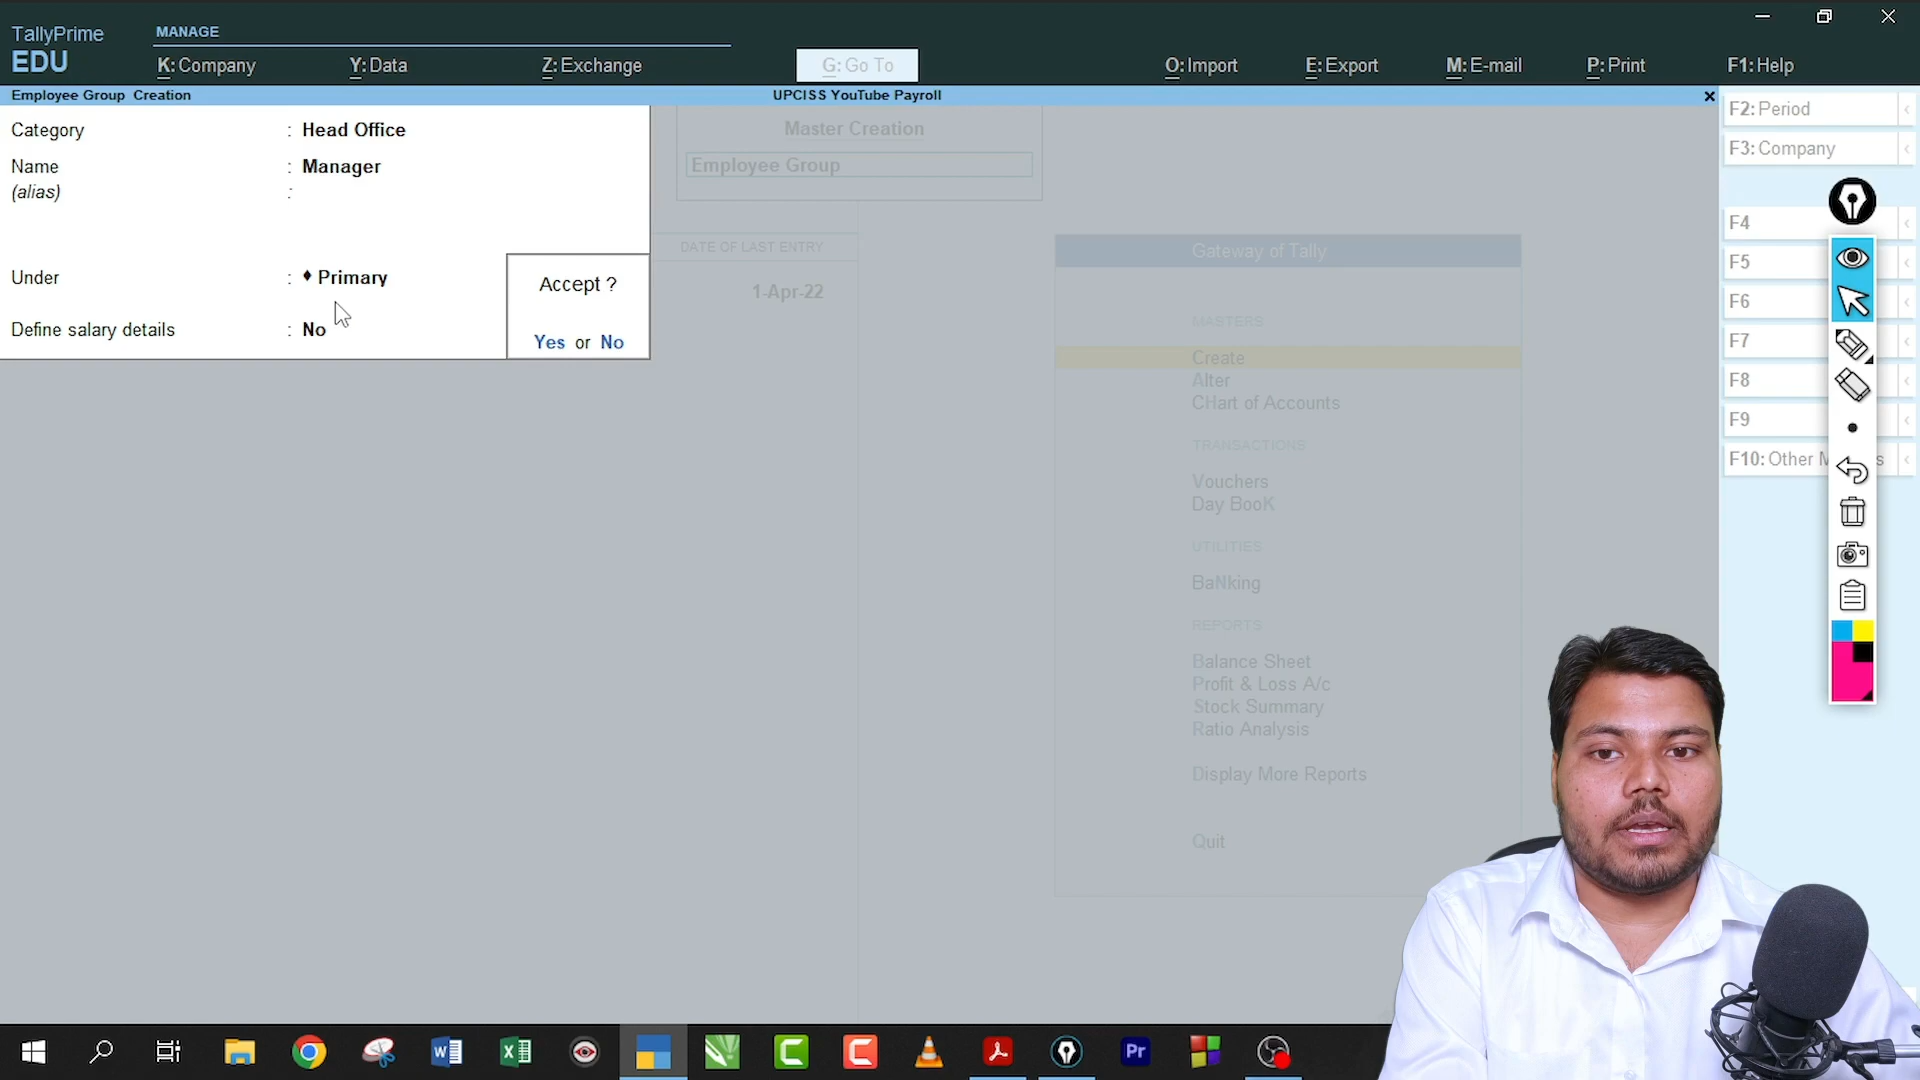 TallyPrime
EDU
MANAGE
K: Company
Y: Data
Z: Exchange
G: Go To
O: Import
E: Export
M: E-mail
P: Print
F1: Help
Employee Group Creation
UPCISS YouTube Payroll
Category : Head Office
Name : Manager
(alias) :
Under : ♦ Primary
Define salary details : No
Accept ?
Yes or No
Master Creation
Employee Group
DATE OF LAST ENTRY
1-Apr-22
Gateway of Tally
MASTERS
Create
Alter
CHart of Accounts
TRANSACTIONS
Vouchers
Day BooK
UTILITIES
BaNking
REPORTS
Balance Sheet
Profit & Loss A/c
Stock Summary
Ratio Analysis
Display More Reports
Quit
F2: Period
F3: Company
F4
F5
F6
F7
F8
F9
F10: Other
Pr